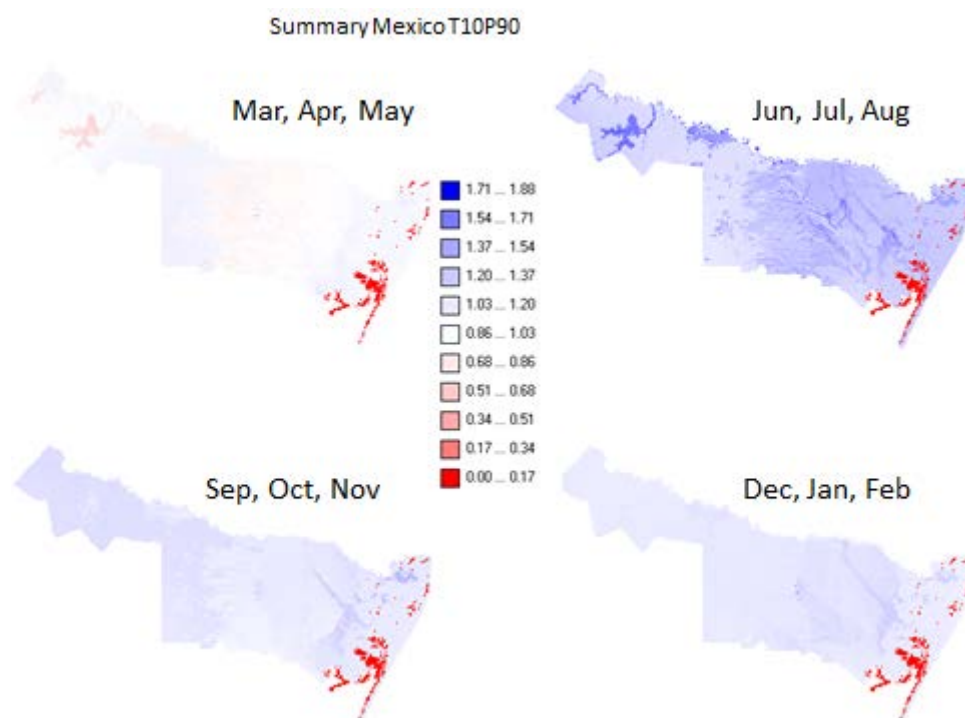 Summary Mexico T10P90
Mar, Apr, May
Jun, Jul, Aug
1.71 ... 1.88
1.54 ... 1.71
1.37 ... 1.54
1.20 ... 1.37
1.03 ... 1.20
0.86 ... 1.03
0.68 ... 0.86
0.51 ... 0.68
0.34 ... 0.51
0.17 ... 0.34
0.00 ... 0.17
Sep, Oct, Nov
Dec, Jan, Feb